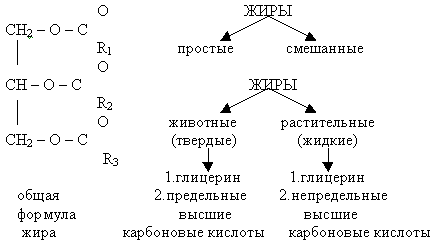 O
CH₂ – O – C
R₁
O
CH – O – C
R₂
O
CH₂ – O – C
R₃
общая
формула
жира
ЖИРЫ
простые смешанные
ЖИРЫ
животные растительные
(твердые) (жидкие)
1.глицерин 1.глицерин
2.предельные 2.непредельные
высшие высшие
карбоновые кислоты карбоновые кислоты